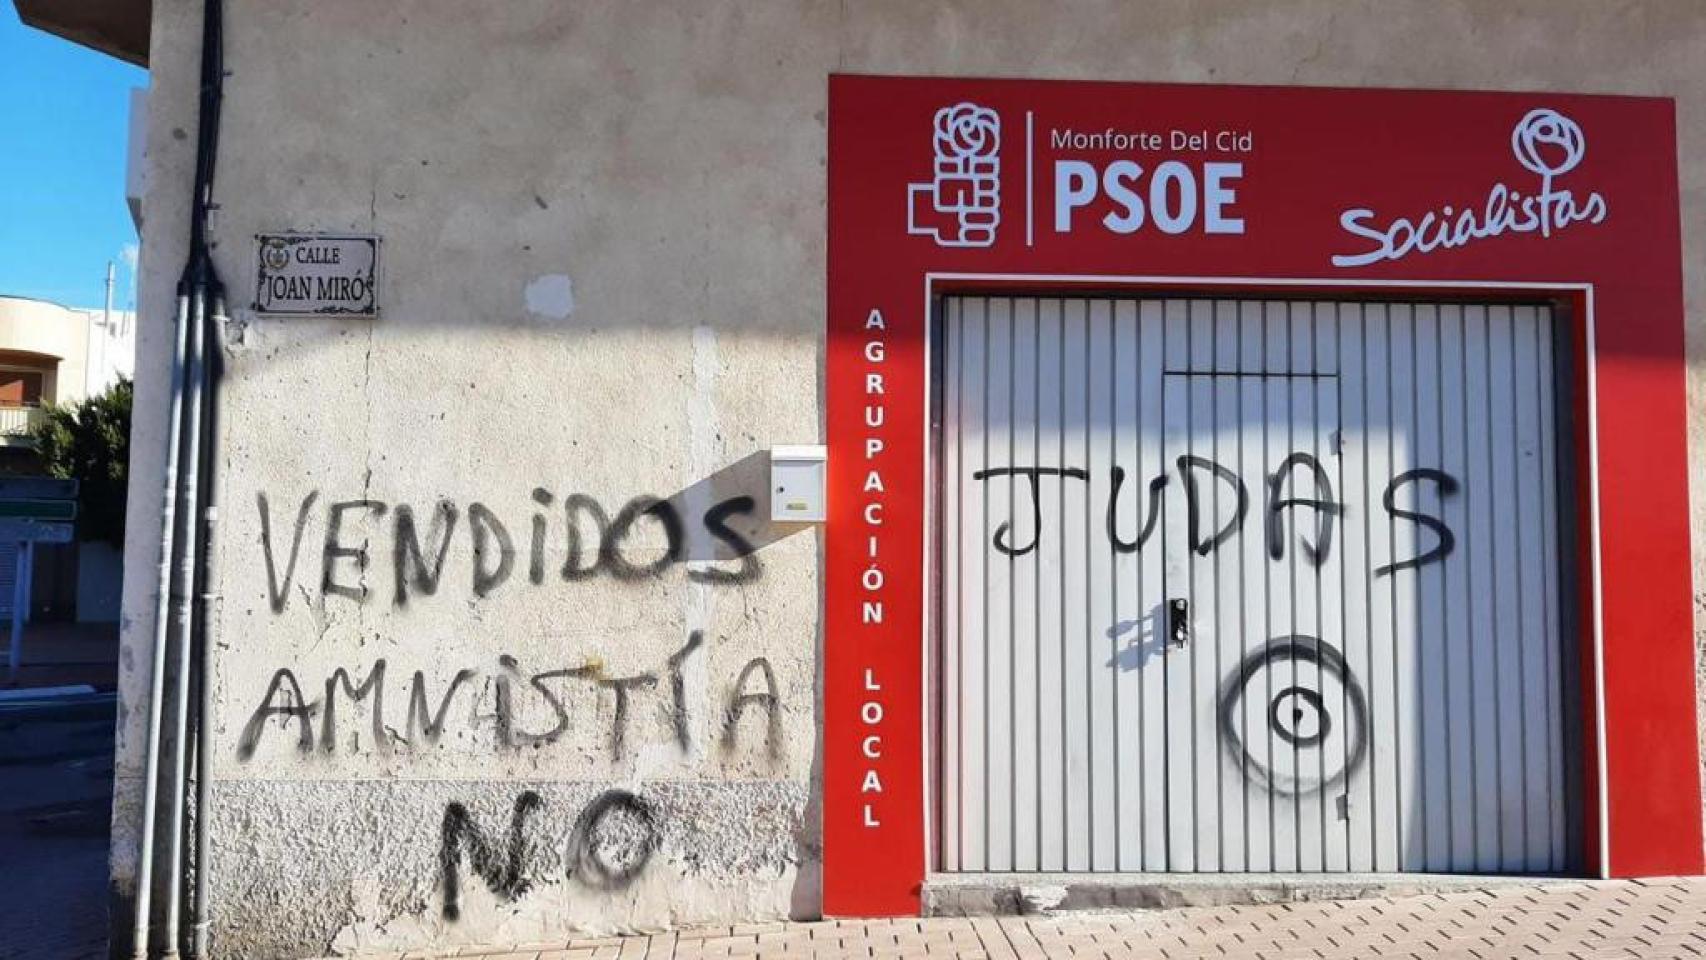 CALLE
JOAN MIRÓ
VENDiDOS
AMNiSTÍA
NO
Monforte Del Cid
PSOE
Socialistas
AGRUPACIÓN LOCAL
JUDAS